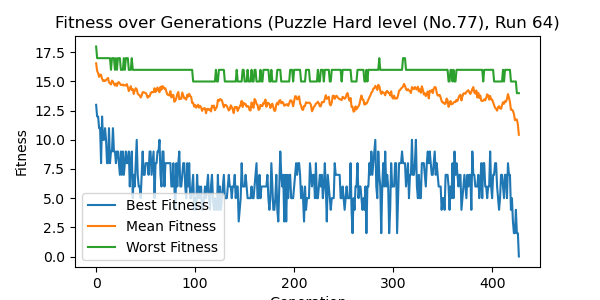 Fitness over Generations (Puzzle Hard level (No.77), Run 64)
Fitness
17.5
15.0
12.5
10.0
7.5
5.0
2.5
0.0
Best Fitness
Mean Fitness
Worst Fitness
0
100
200
300
400
Generation